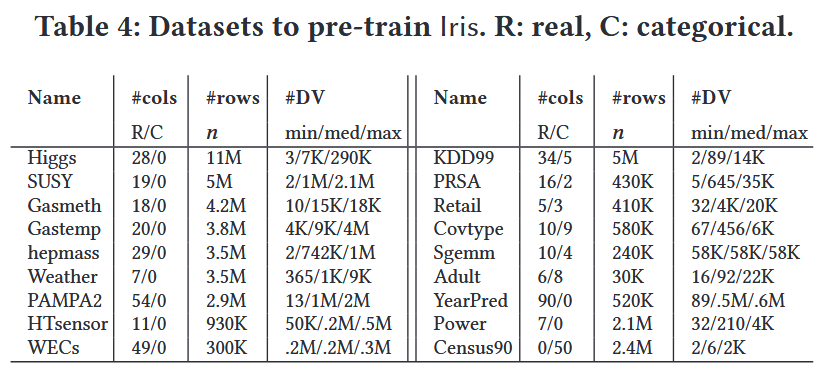 Table 4: Datasets to pre-train Iris. R: real, C: categorical.
Name #cols #rows #DV Name #cols #rows #DV
R/C n min/med/max R/C n min/med/max
Higgs 28/0 11M 3/7K/290K KDD99 34/5 5M 2/89/14K
SUSY 19/0 5M 2/1M/2.1M PRSA 16/2 430K 5/645/35K
Gasmeth 18/0 4.2M 10/15K/18K Retail 5/3 410K 32/4K/20K
Gastemp 20/0 3.8M 4K/9K/4M Covtype 10/9 580K 67/456/6K
hepmass 29/0 3.5M 2/742K/1M Sgemm 10/4 240K 58K/58K/58K
Weather 7/0 3.5M 365/1K/9K Adult 6/8 30K 16/92/22K
PAMPA2 54/0 2.9M 13/1M/2M YearPred 90/0 520K 89/.5M/.6M
HTsensor 11/0 930K 50K/.2M/.5M Power 7/0 2.1M 32/210/4K
WECs 49/0 300K .2M/.2M/.3M Census90 0/50 2.4M 2/6/2K